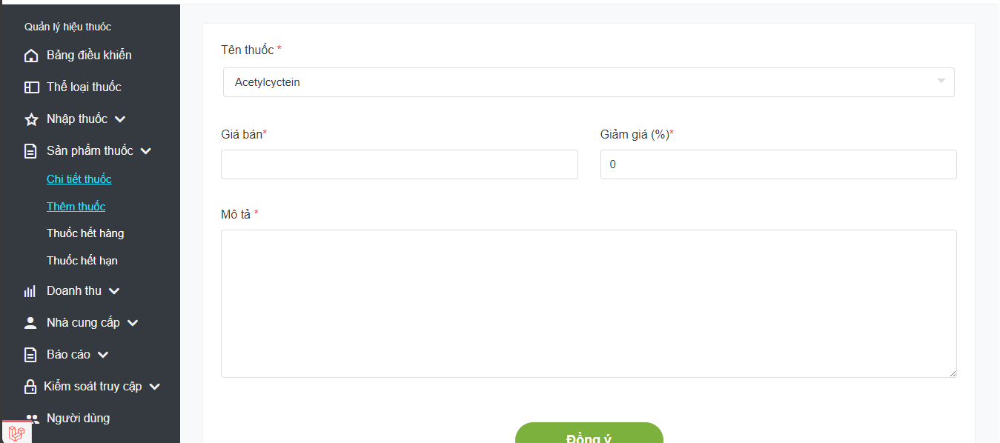 Quản lý hiệu thuóc
Bảng điều khiển
Thể loại thuốc
Nhập thuốc
Sản phẩm thuốc
Chi tiết thuốc
Thêm thuốc
Thuốc hết hàng
Thuốc hết hạn
Doanh thu
Nhà cung cấp
Báo cáo
Kiểm soát truy cập
Người dùng
Tên thuốc *
Acetylcyctein
Giá bán*
Giảm giá (%)*
0
Mô tả *
Đồng ý